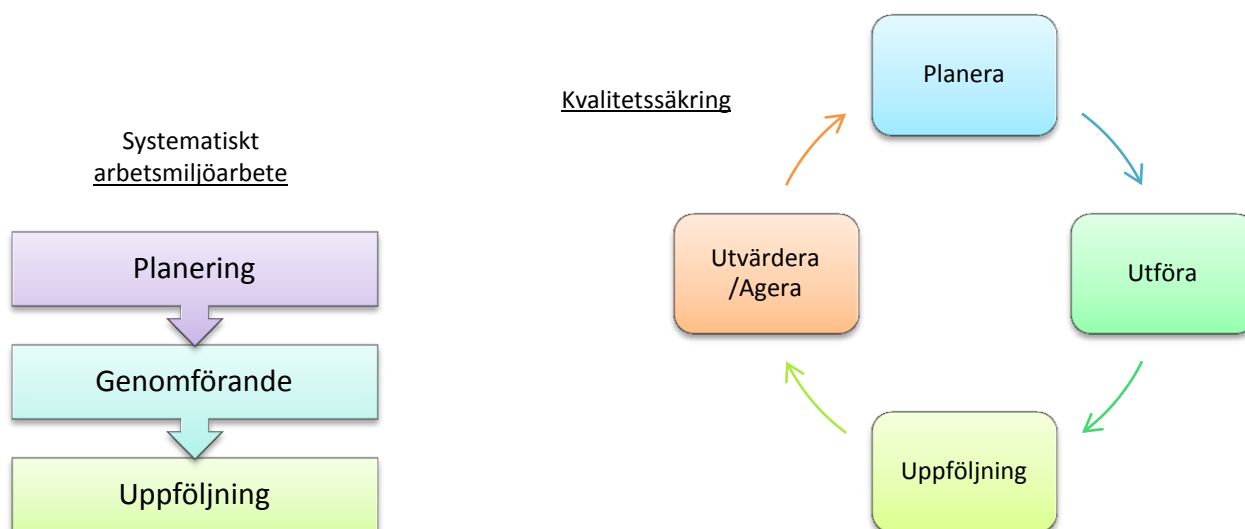 Systematiskt
arbetsmiljöarbete
Planering
Genomförande
Uppföljning
Kvalitetssäkring
Planera
Utföra
Uppföljning
Utvärdera
/Agera